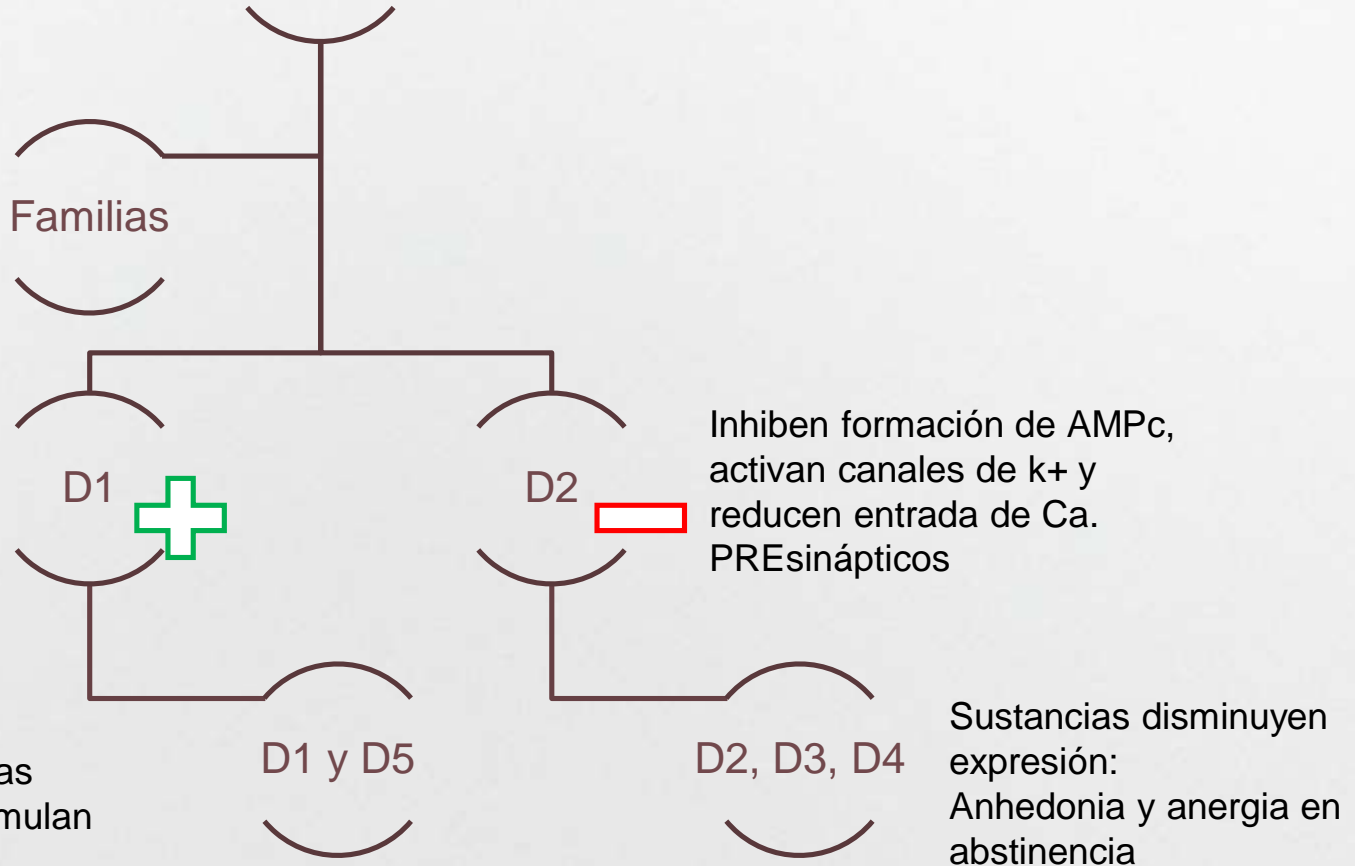 Familias
D1
D2
Inhiben formación de AMPc,
activan canales de k+ y
reducen entrada de Ca.
PREsinápticos
D1 y D5
D2, D3, D4
Sustancias disminuyen
expresión:
Anhedonia y anergia en
abstinencia